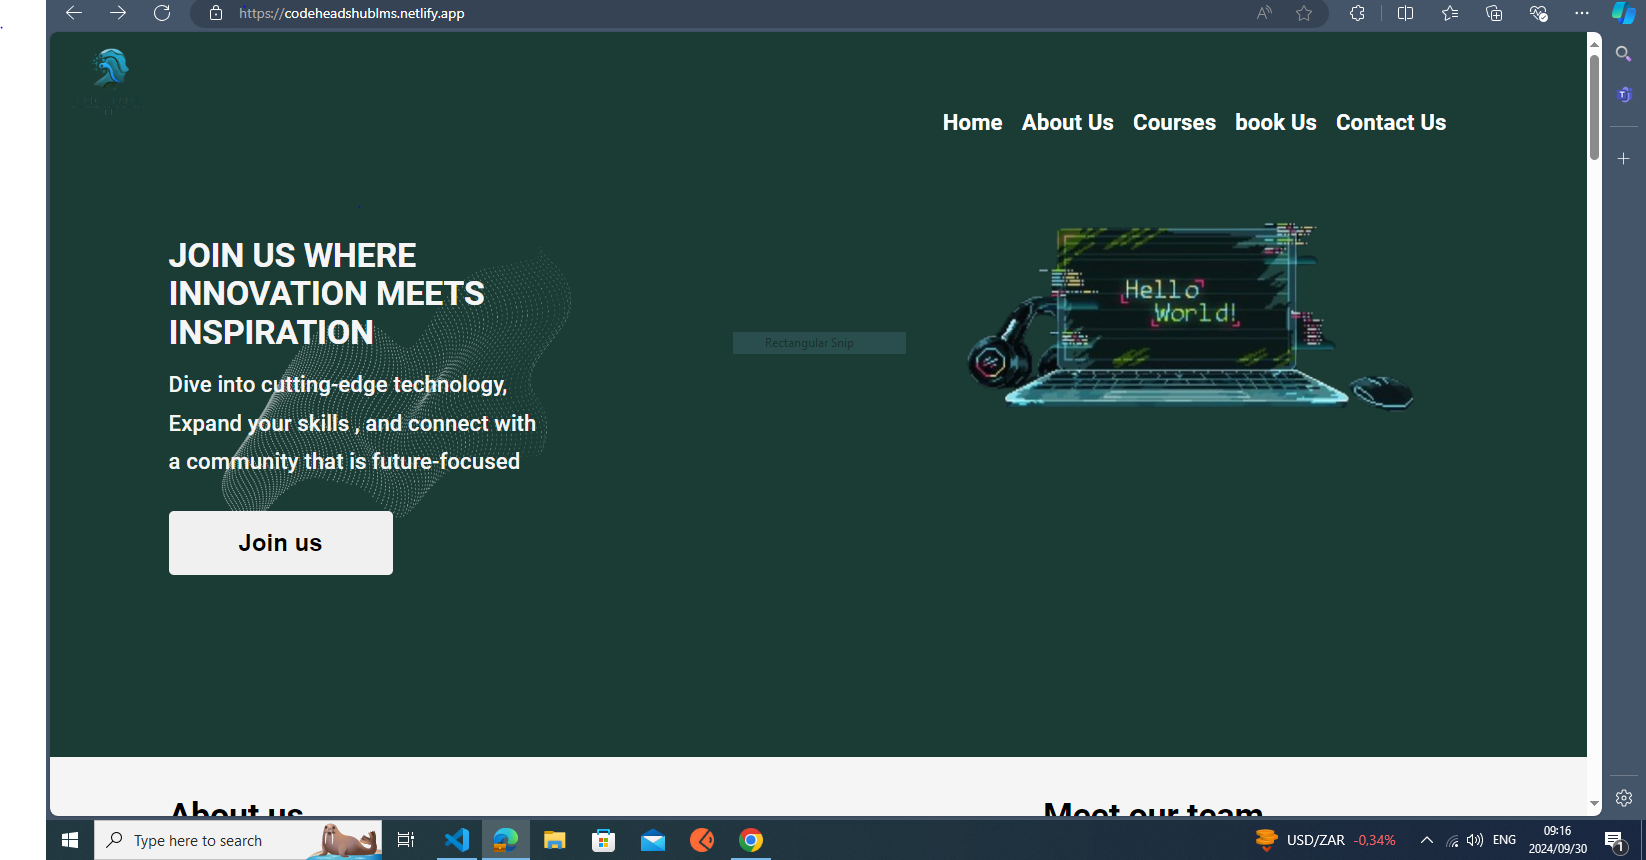 https://codeheadshublms.netlify.app
Home About Us Courses book Us Contact Us
JOIN US WHERE
INNOVATION MEETS
INSPIRATION
Dive into cutting-edge technology,
Expand your skills , and connect with
a community that is future-focused
Join us
Rectangular Snip
Hello
World!
About us
Meet our team
Type here to search
USD/ZAR -0,34%
ENG
09:16
2024/09/30
1